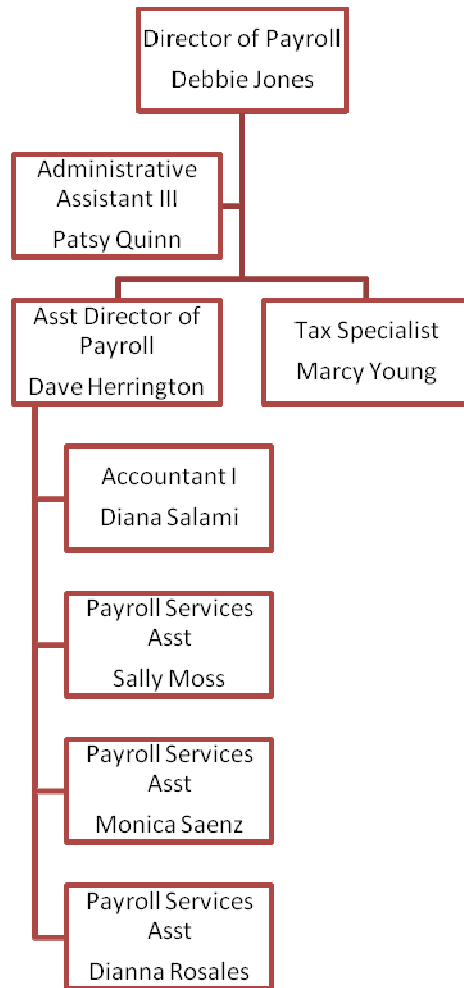 Director of Payroll
Debbie Jones
Administrative
Assistant III
Patsy Quinn
Asst Director of
Payroll
Dave Herrington
Tax Specialist
Marcy Young
Accountant I
Diana Salami
Payroll Services
Asst
Sally Moss
Payroll Services
Asst
Monica Saenz
Payroll Services
Asst
Dianna Rosales